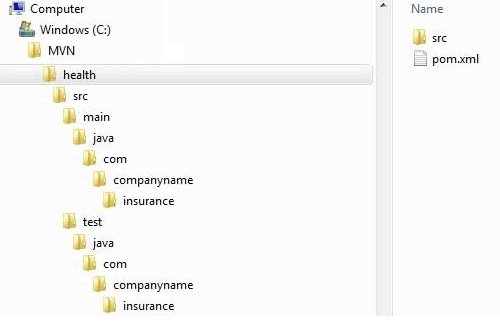 Computer
Windows (C:)
MVN
health
src
main
java
com
companyname
insurance
test
java
com
companyname
insurance
Name
src
pom.xml